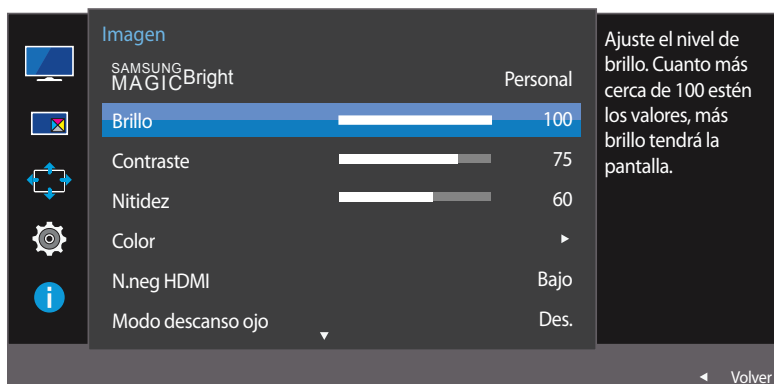 Imagen
SAMSUNG
MAGICBright Personal
Brillo 100
Contraste 75
Nitidez 60
Color
N.neg HDMI Bajo
Modo descanso ojo Des.
Ajuste el nivel de
brillo. Cuanto más
cerca de 100 estén
los valores, más
brillo tendrá la
pantalla.
Volver